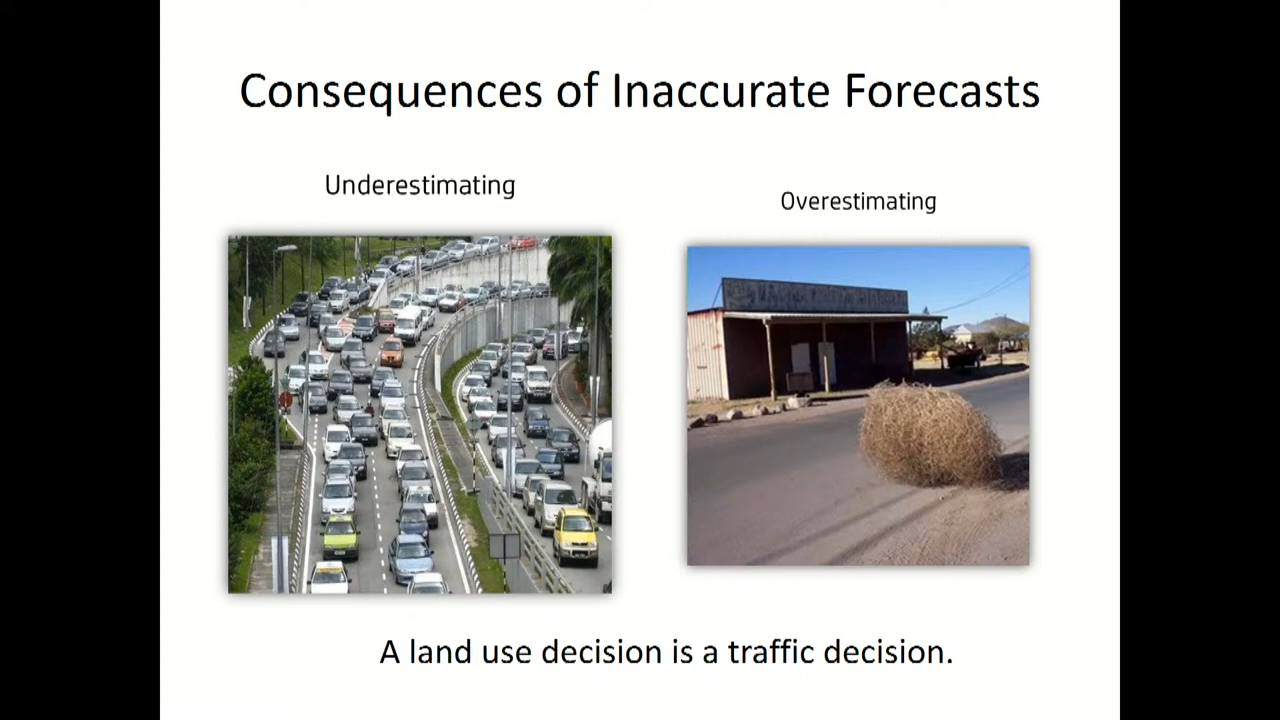 Consequences of Inaccurate Forecasts
Underestimating
Overestimating
A land use decision is a traffic decision.